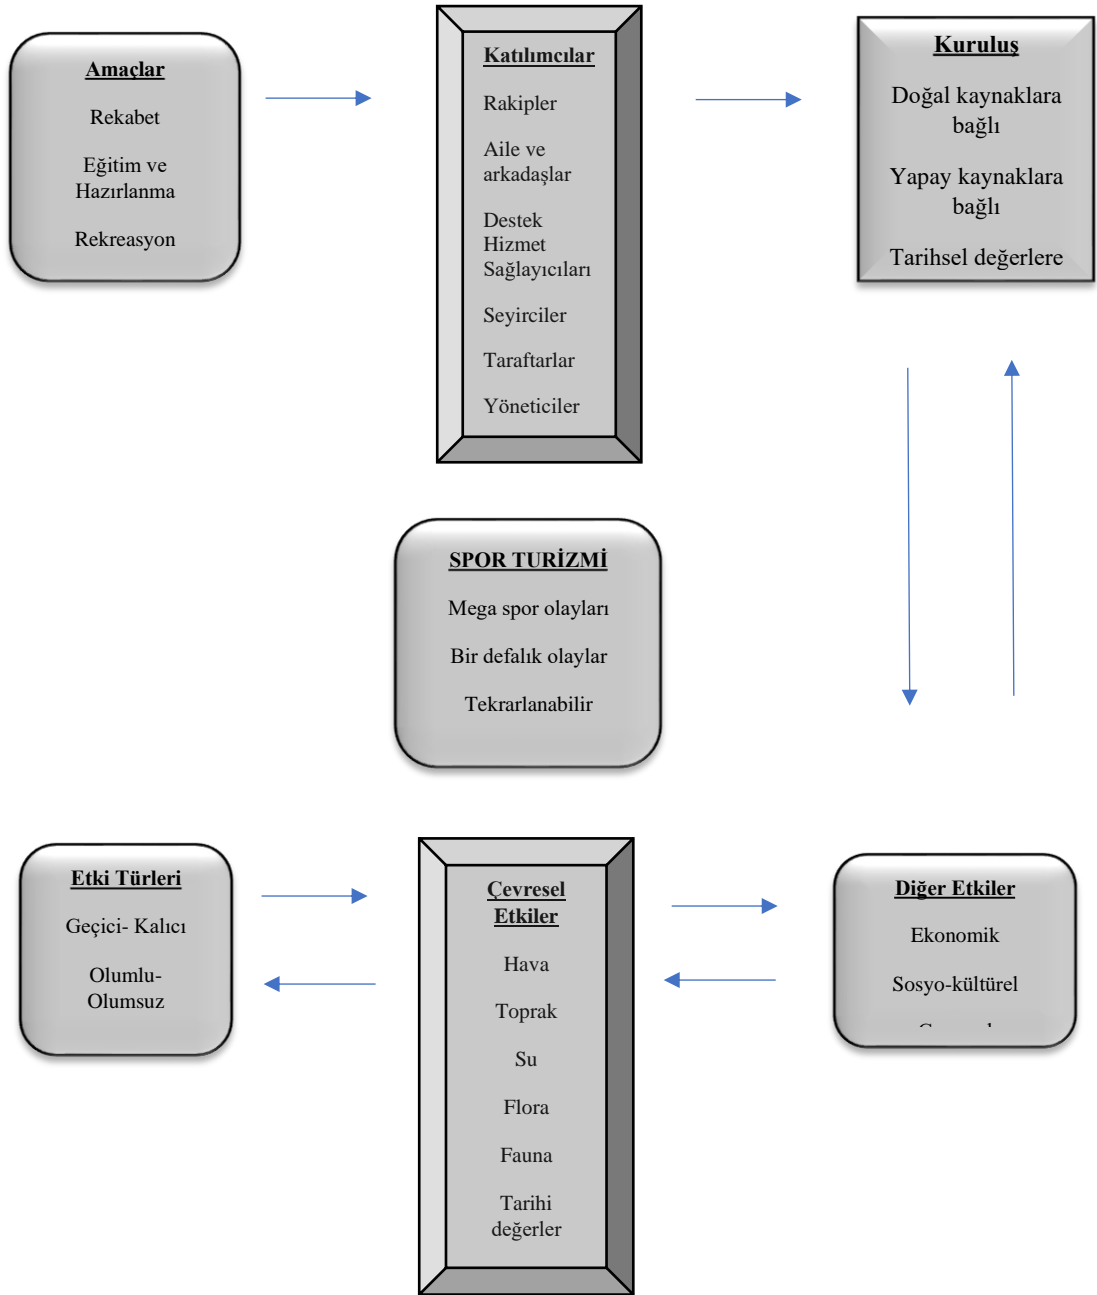 Amaçlar
Rekabet
Eğitim ve
Hazırlanma
Rekreasyon
Katılımcılar
Rakipler
Aile ve
arkadaşlar
Destek
Hizmet
Sağlayıcıları
Seyirciler
Taraftarlar
Yöneticiler
Kuruluş
Doğal kaynaklara
bağlı
Yapay kaynaklara
bağlı
Tarihsel değerlere
SPOR TURİZMİ
Mega spor olayları
Bir defalık olaylar
Tekrarlanabilir
Etki Türleri
Geçici- Kalıcı
Olumlu-
Olumsuz
Çevresel
Etkiler
Hava
Toprak
Su
Flora
Fauna
Tarihi
değerler
Diğer Etkiler
Ekonomik
Sosyo-kültürel